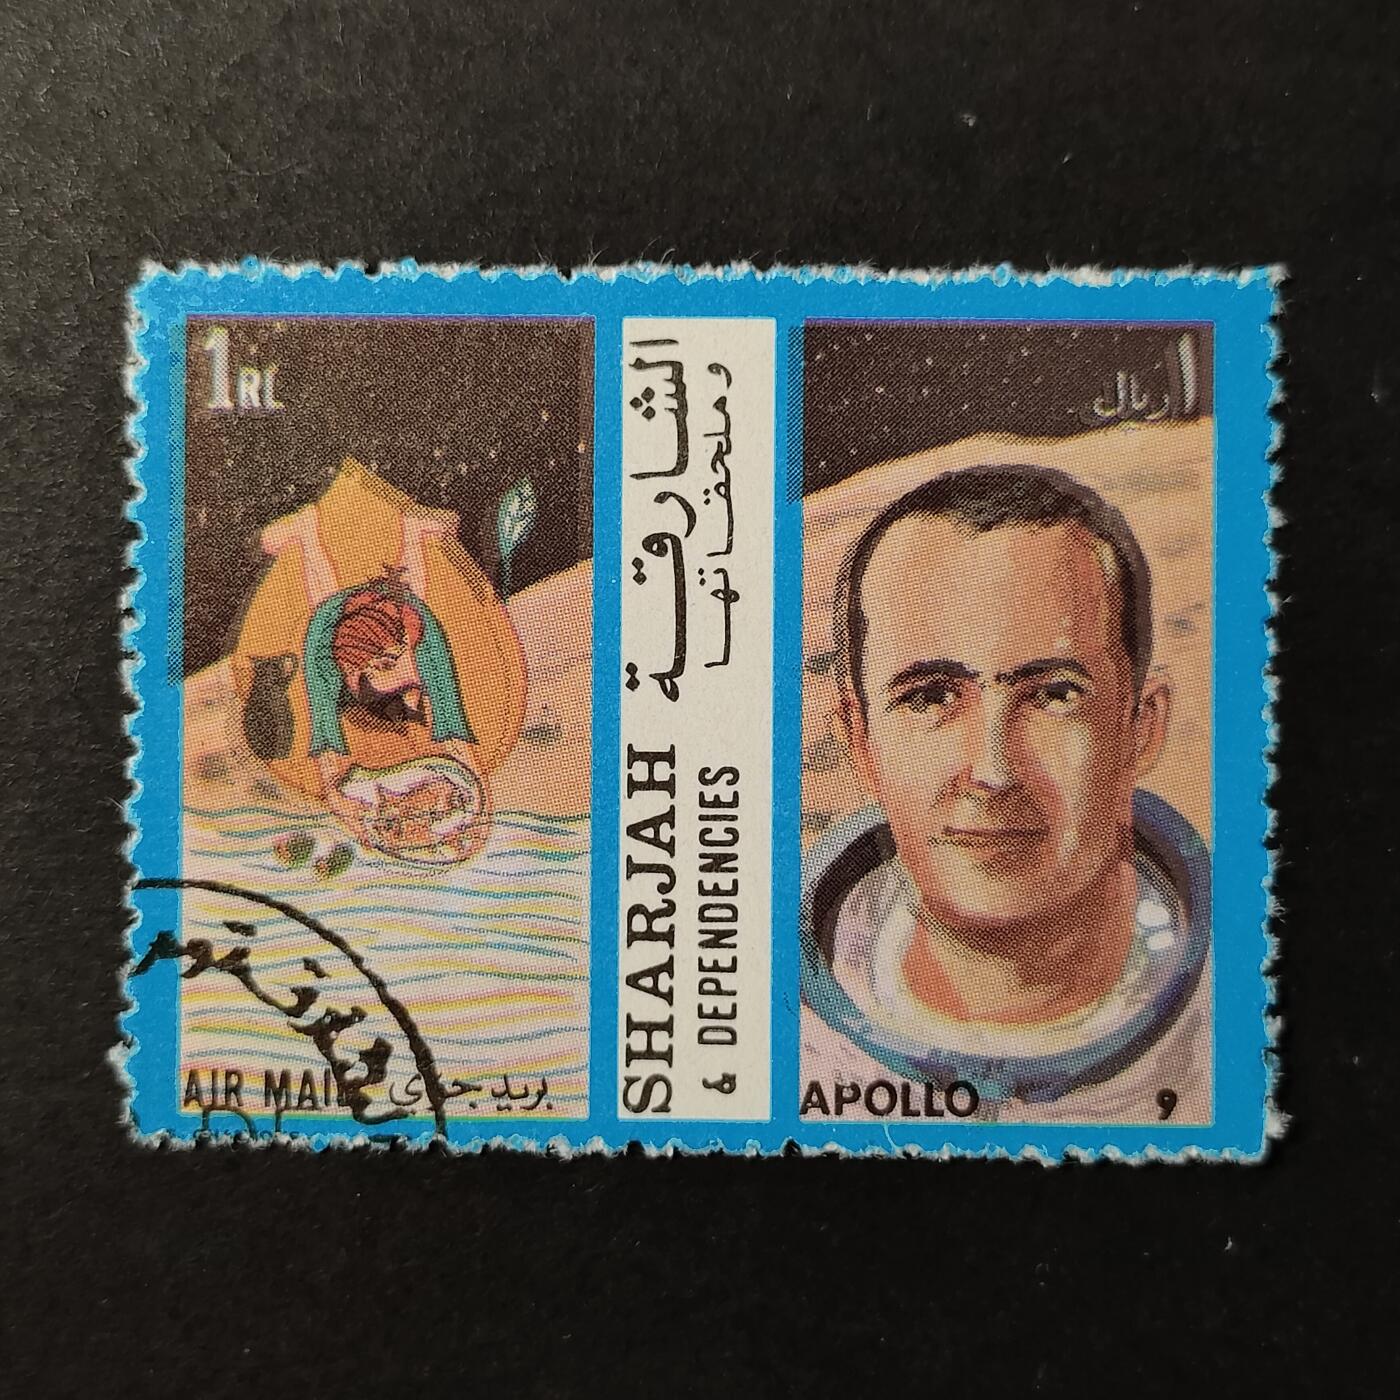 1RL
AIR MAIL بريد جوي
SHARJAH الشارقة
& DEPENDENCIES وملحقاتها
١ ريال
APOLLO 9